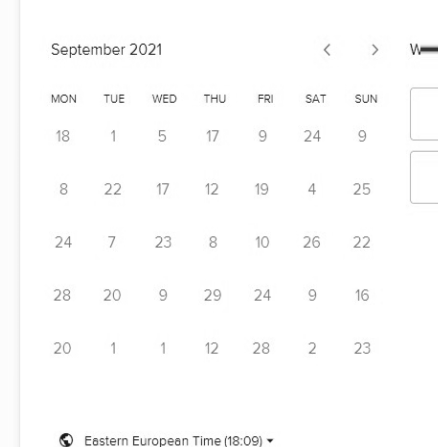 September 2021 < > W
MON TUE WED THU FRI SAT SUN
18 1 5 17 9 24 9
8 22 17 12 19 4 25
24 7 23 8 10 26 22
28 20 9 29 24 9 16
20 1 1 12 28 2 23
Eastern European Time (18:09)